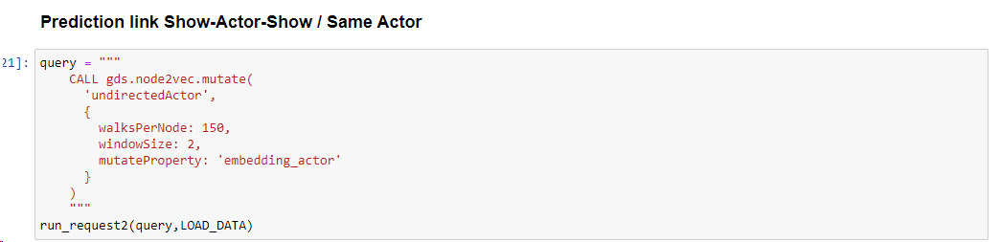 Prediction link Show-Actor-Show / Same Actor
21]: query = """
CALL gds.node2vec.mutate(
'undirectedActor',
{
walksPerNode: 150,
windowSize: 2,
mutateProperty: 'embedding_actor'
}
)
"""
run_request2(query,LOAD_DATA)